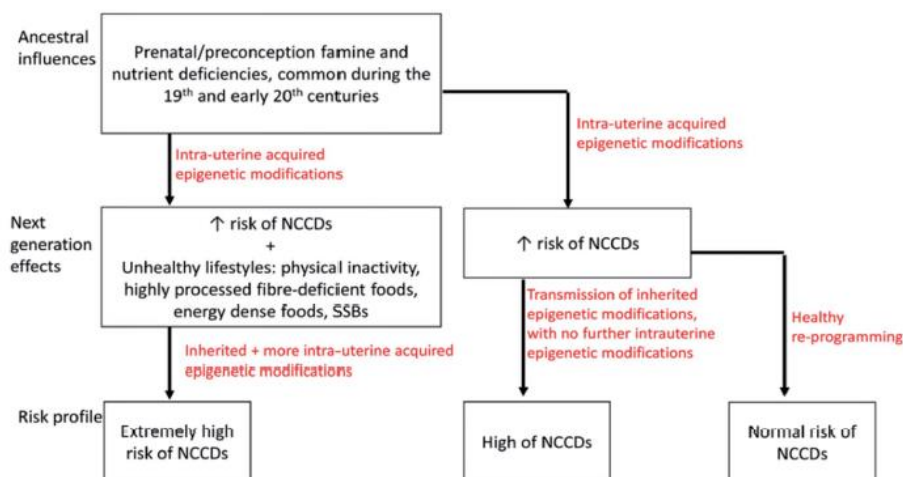 Ancestral
influences
Prenatal/preconception famine and
nutrient deficiencies, common during the
19th and early 20th centuries
Intra-uterine acquired
epigenetic modifications
Intra-uterine acquired
epigenetic modifications
Next
generation
effects
↑ risk of NCCDs
+
Unhealthy lifestyles: physical inactivity,
highly processed fibre-deficient foods,
energy dense foods, SSBs
↑ risk of NCCDs
Inherited + more intra-uterine acquired
epigenetic modifications
Transmission of inherited
epigenetic modifications,
with no further intrauterine
epigenetic modifications
Healthy
re-programming
Risk profile
Extremely high
risk of NCCDs
High of NCCDs
Normal risk of
NCCDs